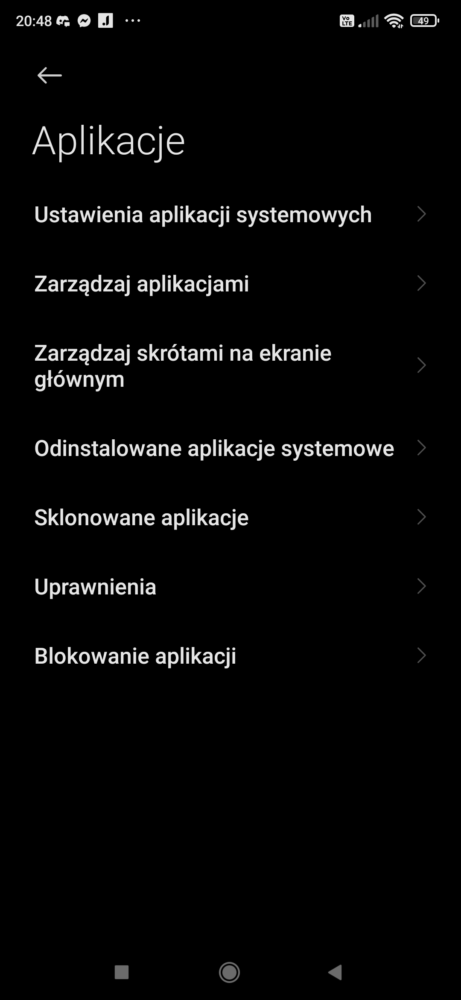 20:48
Vo
LTE
49
Aplikacje
Ustawienia aplikacji systemowych
Zarządzaj aplikacjami
Zarządzaj skrótami na ekranie
głównym
Odinstalowane aplikacje systemowe
Sklonowane aplikacje
Uprawnienia
Blokowanie aplikacji